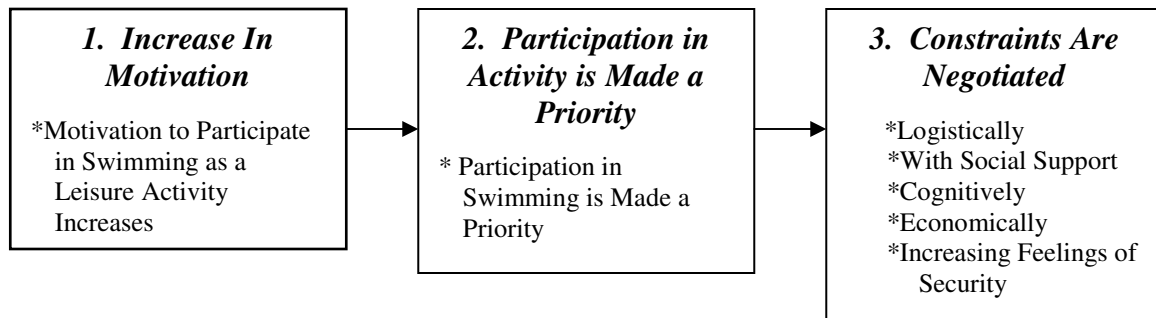 1. Increase In
Motivation
*Motivation to Participate
in Swimming as a
Leisure Activity
Increases
2. Participation in
Activity is Made a
Priority
* Participation in
Swimming is Made a
Priority
3. Constraints Are
Negotiated
*Logistically
*With Social Support
*Cognitively
*Economically
*Increasing Feelings of
Security